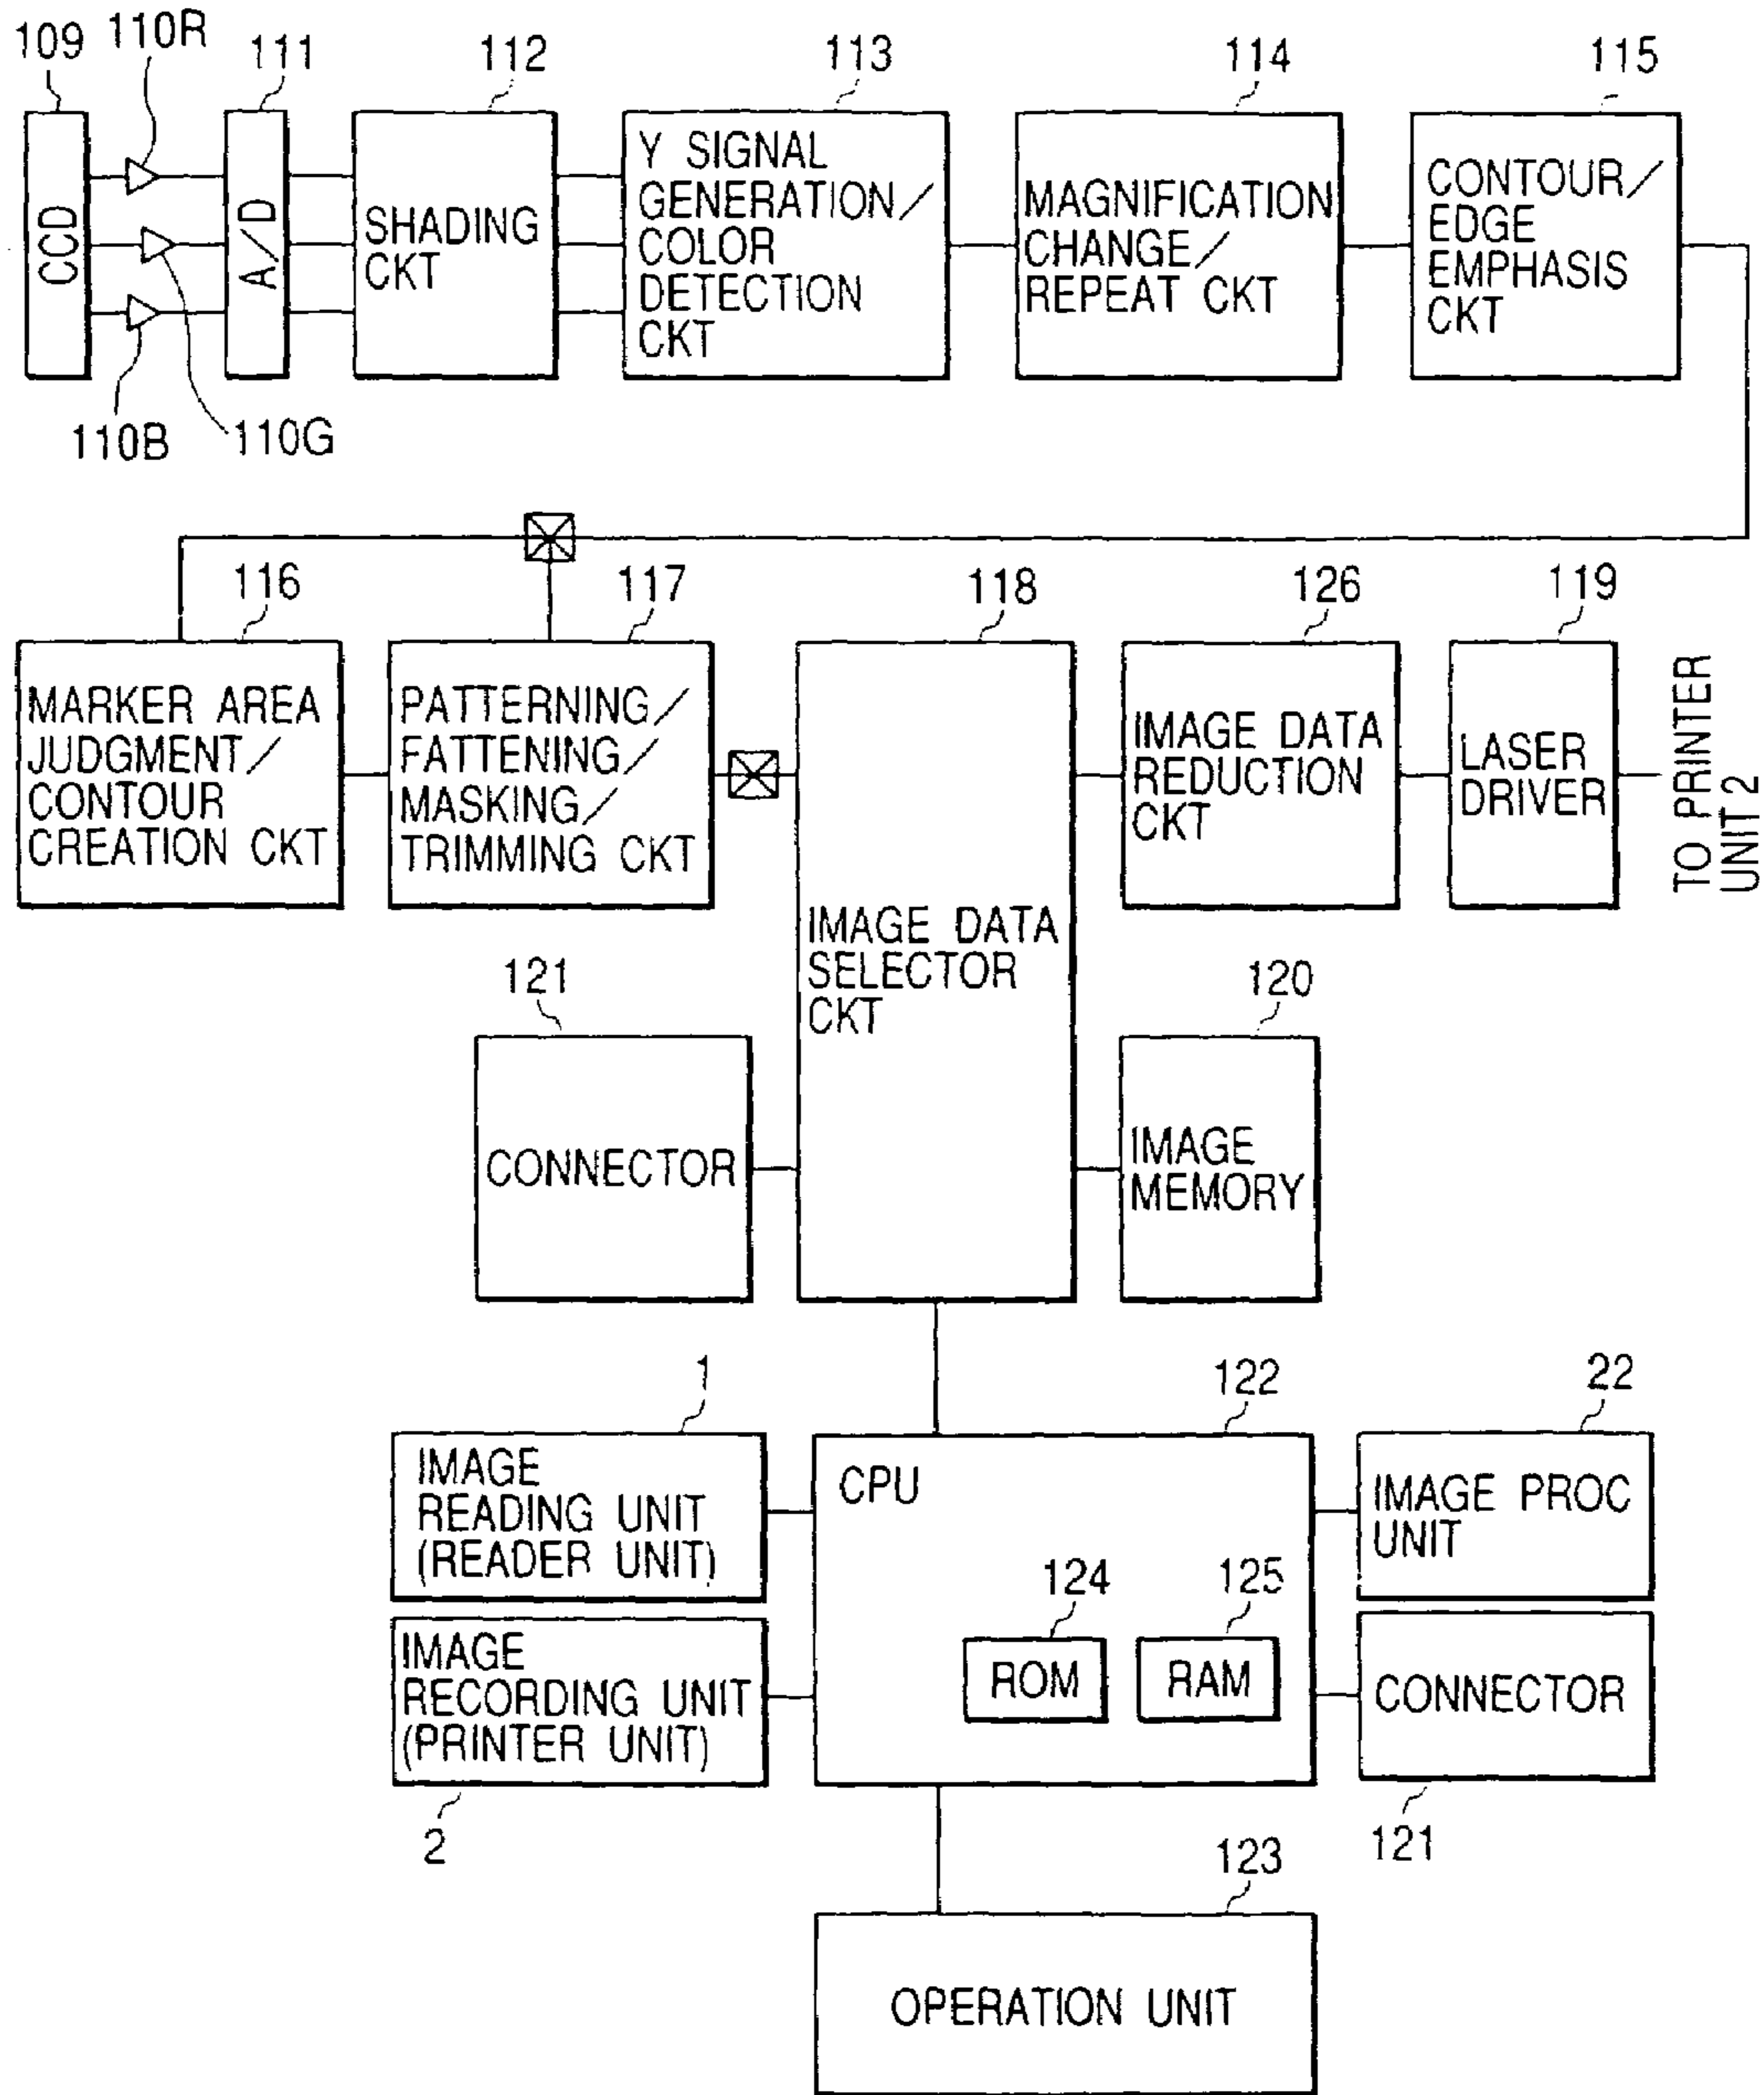 109
110R
111
112
113
114
115
CCD
A/D
SHADING
CKT
Y SIGNAL
GENERATION/
COLOR
DETECTION
CKT
MAGNIFICATION
CHANGE/
REPEAT CKT
CONTOUR/
EDGE
EMPHASIS
CKT
110B
110G
116
117
118
126
119
MARKER AREA
JUDGMENT/
CONTOUR
CREATION CKT
PATTERNING/
FATTENING/
MASKING/
TRIMMING CKT
IMAGE DATA
SELECTOR
CKT
IMAGE DATA
REDUCTION
CKT
LASER
DRIVER
TO PRINTER
UNIT 2
121
120
CONNECTOR
IMAGE
MEMORY
1
122
22
IMAGE
READING UNIT
(READER UNIT)
CPU
IMAGE PROC
UNIT
124
125
ROM
RAM
IMAGE
RECORDING UNIT
(PRINTER UNIT)
CONNECTOR
2
121
123
OPERATION UNIT